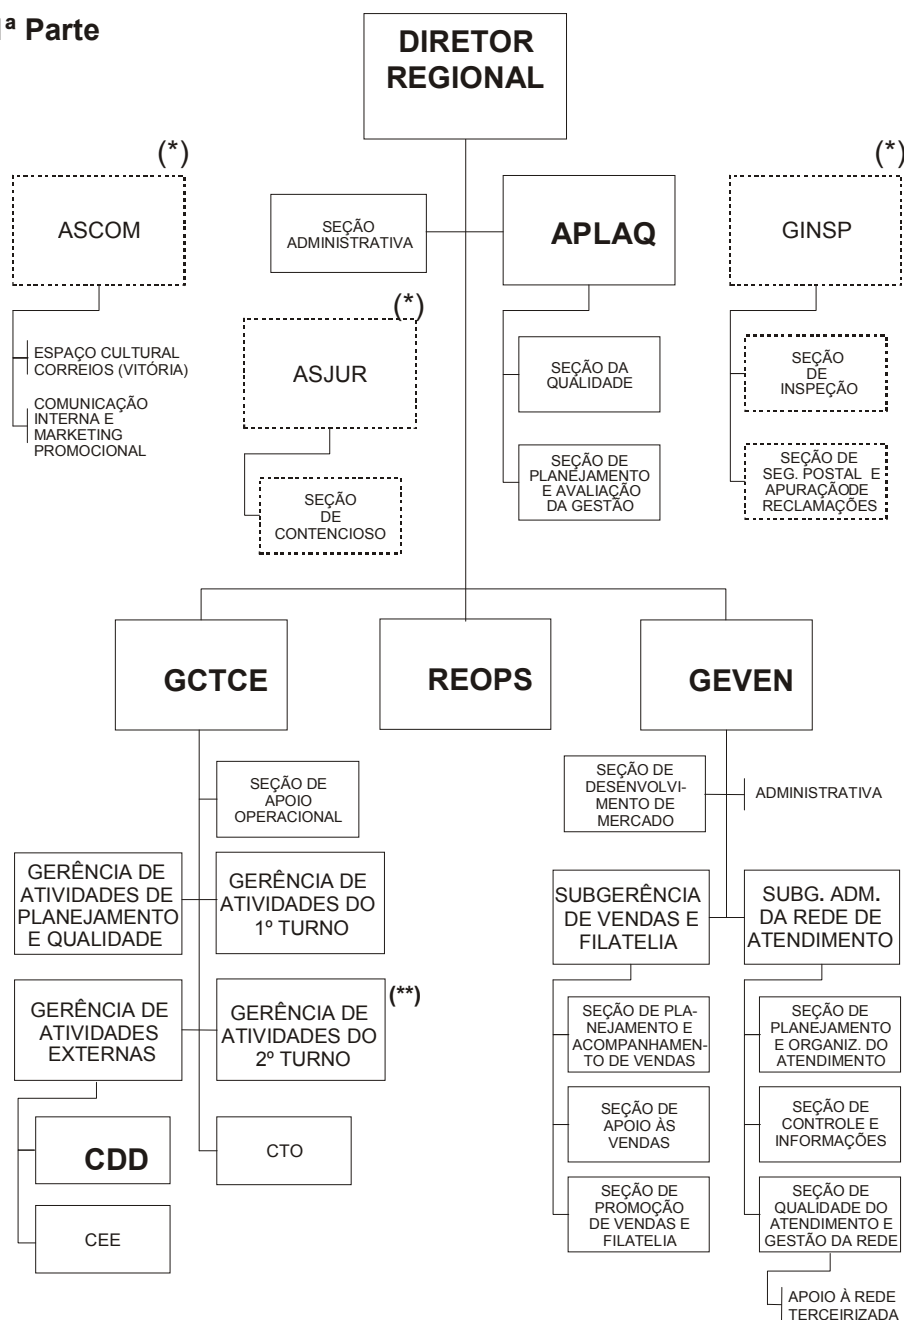 1ª Parte
DIRETOR
REGIONAL
(*)
(*)
ASCOM
SEÇÃO
ADMINISTRATIVA
APLAQ
GINSP
(*)
ESPAÇO CULTURAL
CORREIOS (VITÓRIA)
COMUNICAÇÃO
INTERNA E
MARKETING
PROMOCIONAL
ASJUR
SEÇÃO
DE
CONTENCIOSO
SEÇÃO DA
QUALIDADE
SEÇÃO DE
PLANEJAMENTO
E AVALIAÇÃO
DA GESTÃO
SEÇÃO
DE
INSPEÇÃO
SEÇÃO DE
SEG. POSTAL E
APURAÇÃODE
RECLAMAÇÕES
GCTCE
REOPS
GEVEN
SEÇÃO DE
APOIO
OPERACIONAL
GERÊNCIA DE
ATIVIDADES DE
PLANEJAMENTO
E QUALIDADE
GERÊNCIA DE
ATIVIDADES DO
1º TURNO
GERÊNCIA DE
ATIVIDADES
EXTERNAS
(**)
GERÊNCIA DE
ATIVIDADES DO
2º TURNO
CDD
CTO
CEE
SEÇÃO DE
DESENVOLVI-
MENTO DE
MERCADO
ADMINISTRATIVA
SUBGERÊNCIA
DE VENDAS E
FILATELIA
SUBG. ADM.
DA REDE DE
ATENDIMENTO
SEÇÃO DE PLA-
NEJAMENTO E
ACOMPANHAMEN-
TO DE VENDAS
SEÇÃO DE
PLANEJAMENTO
E ORGANIZ. DO
ATENDIMENTO
SEÇÃO DE
APOIO ÀS
VENDAS
SEÇÃO DE
CONTROLE E
INFORMAÇÕES
SEÇÃO DE
PROMOÇÃO
DE VENDAS E
FILATELIA
SEÇÃO DE
QUALIDADE DO
ATENDIMENTO E
GESTÃO DA REDE
APOIO À REDE
TERCEIRIZADA